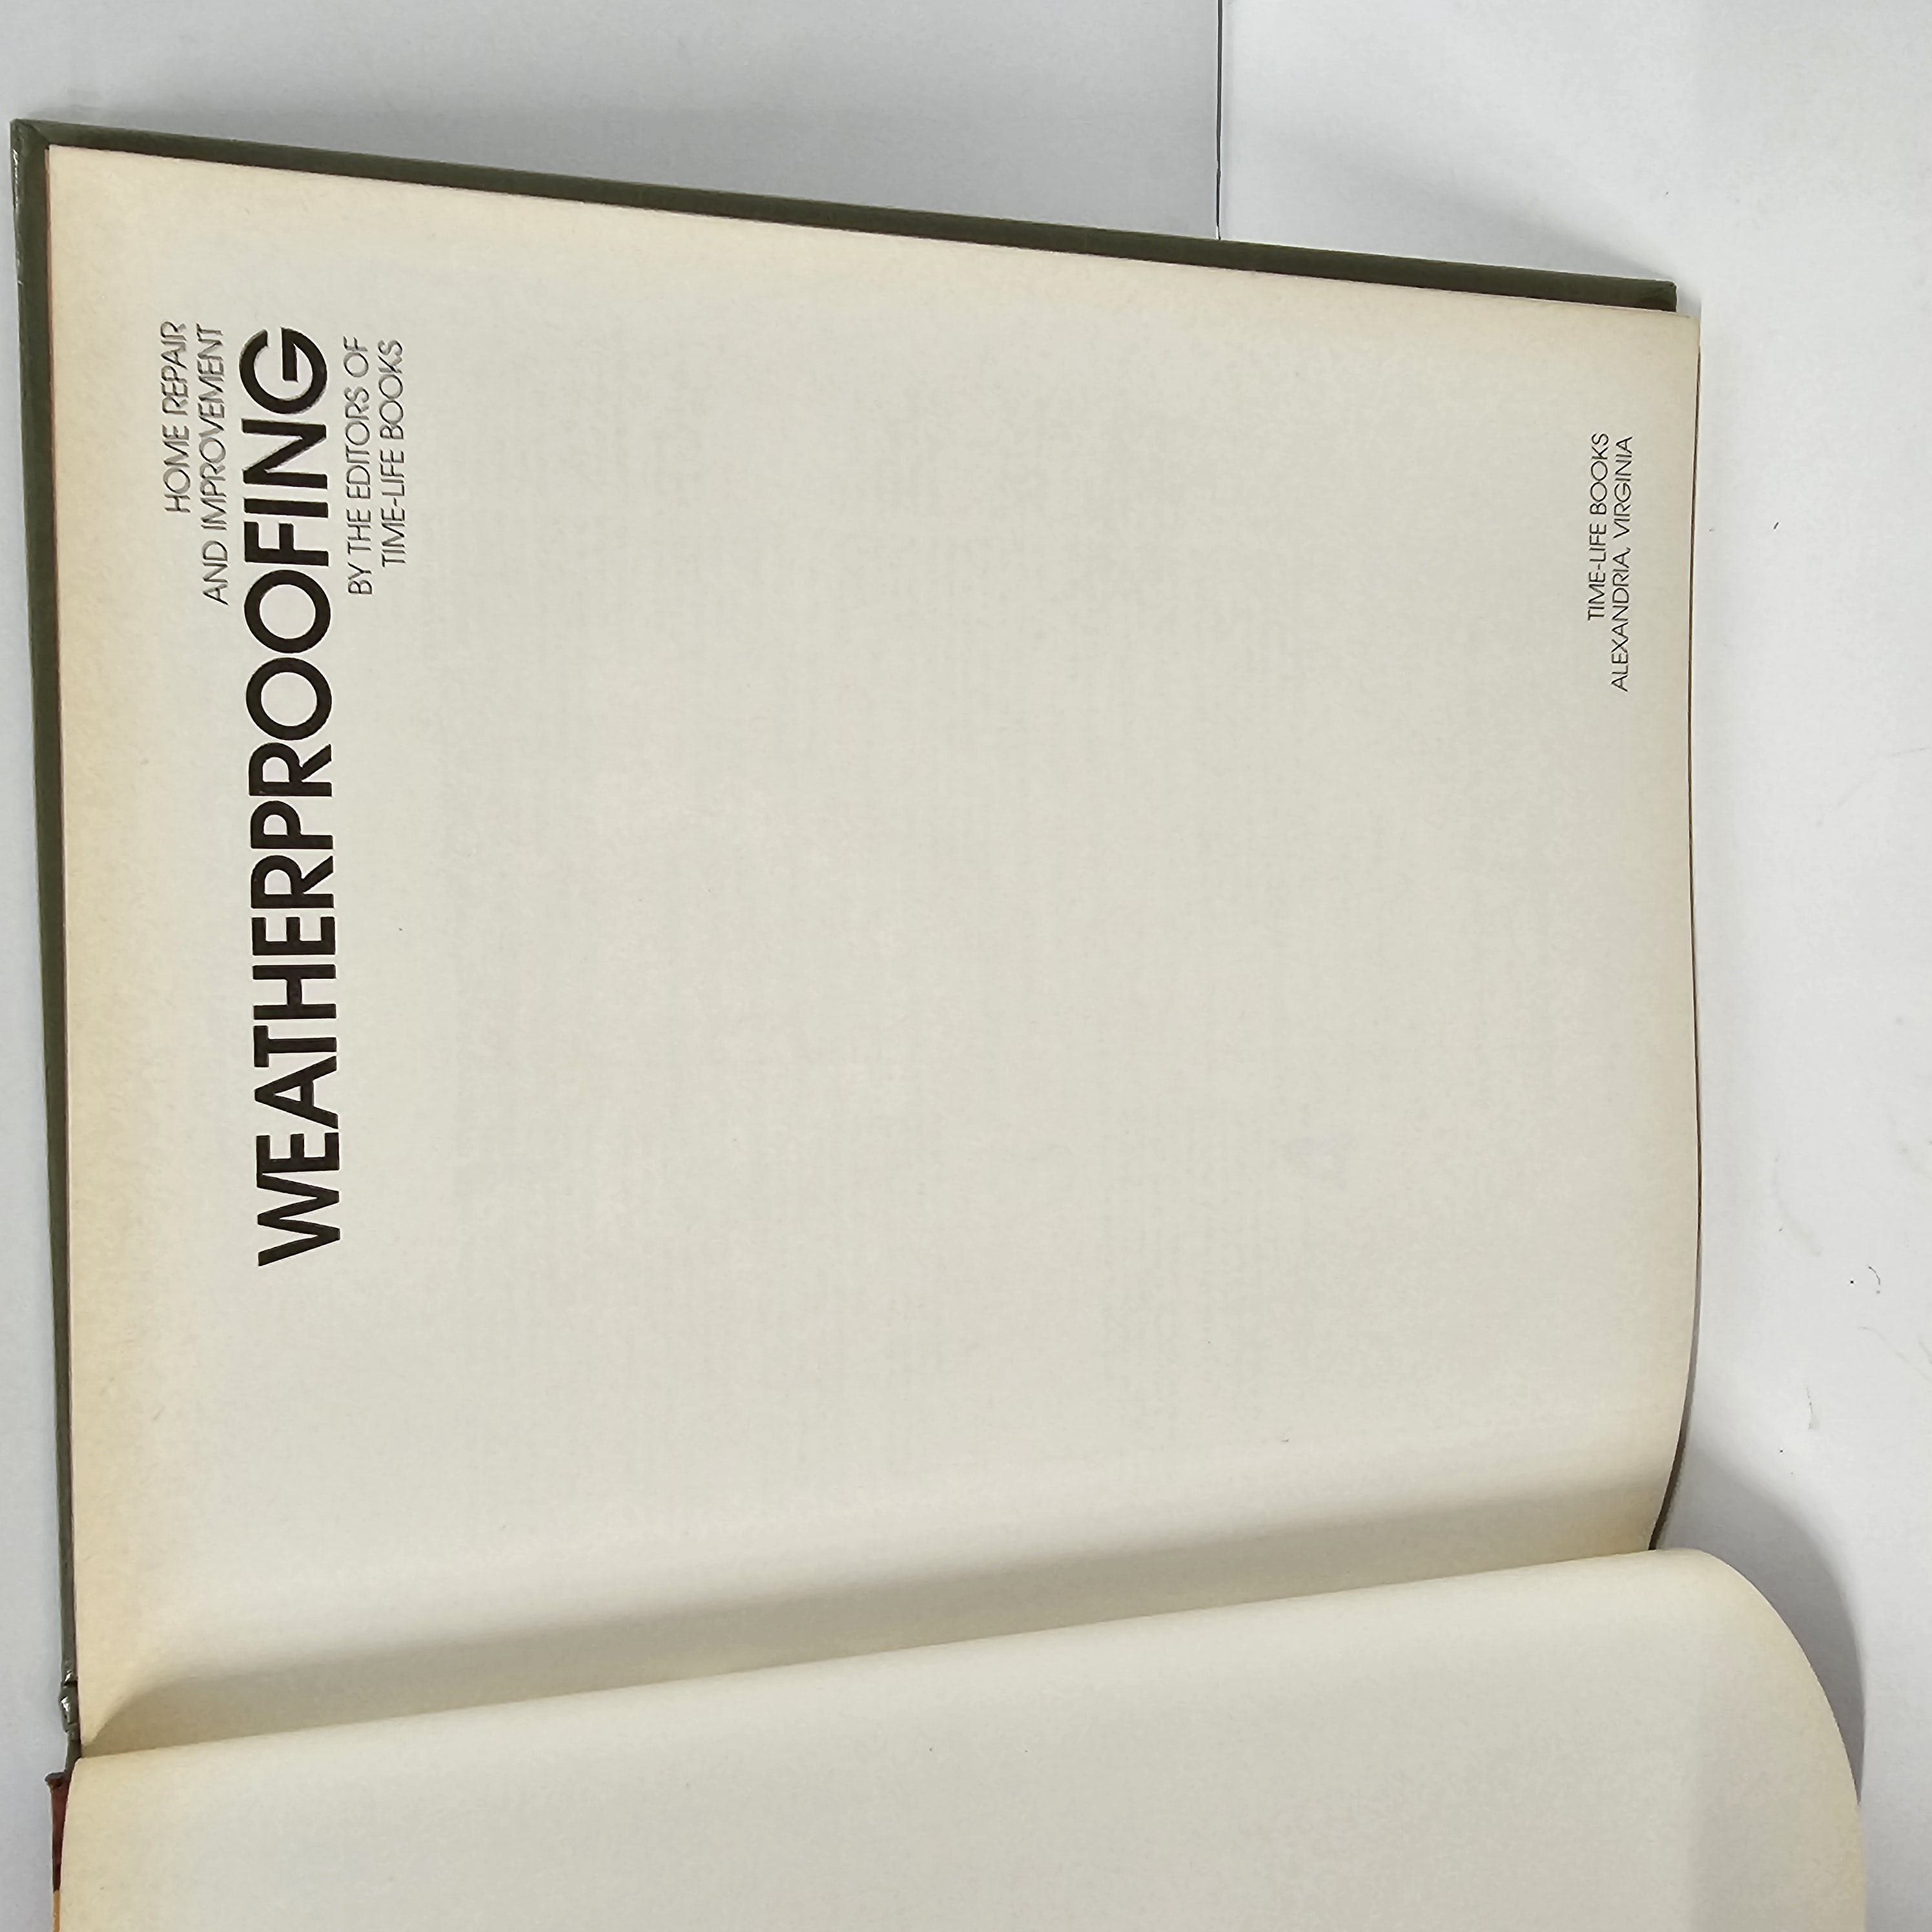 HOME REPAIR
AND IMPROVEMENT
WEATHERPROOFING
BY THE EDITORS OF
TIME-LIFE BOOKS
TIME-LIFE BOOKS
ALEXANDRIA, VIRGINIA